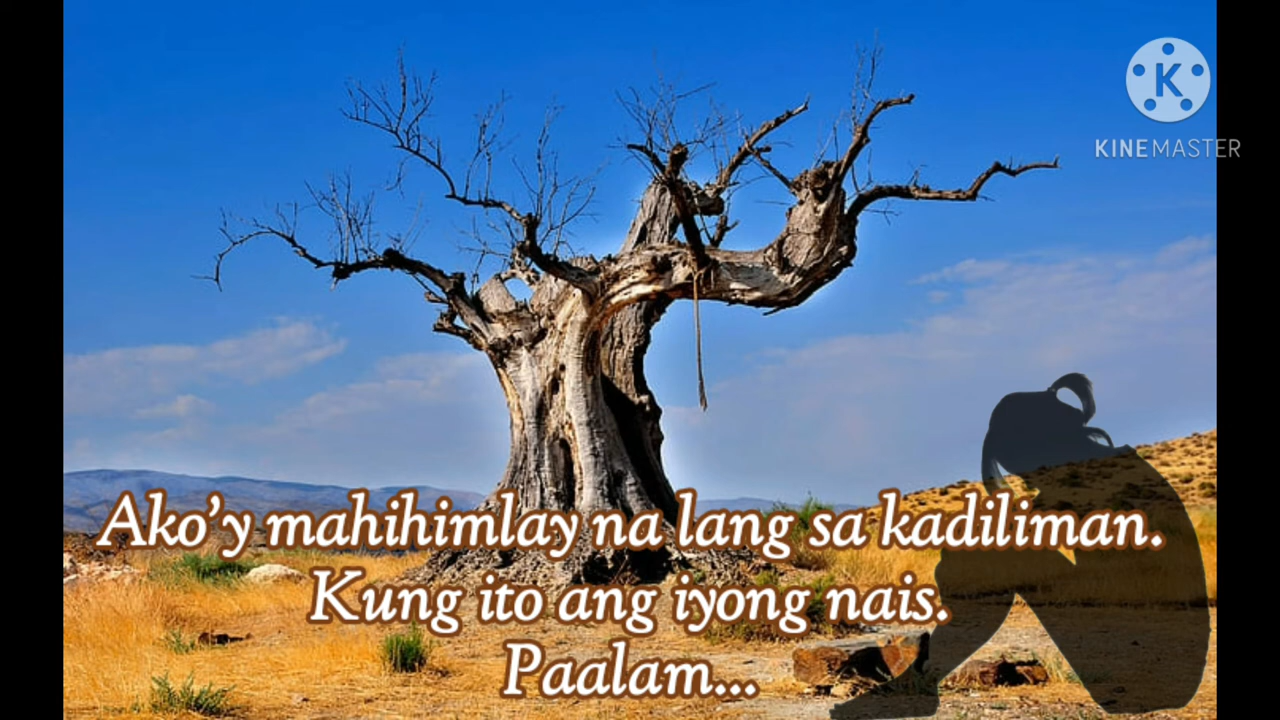 KINEMASTER
Ako'y mahihimlay na lang sa kadiliman.
Kung ito ang iyong nais.
Paalam...